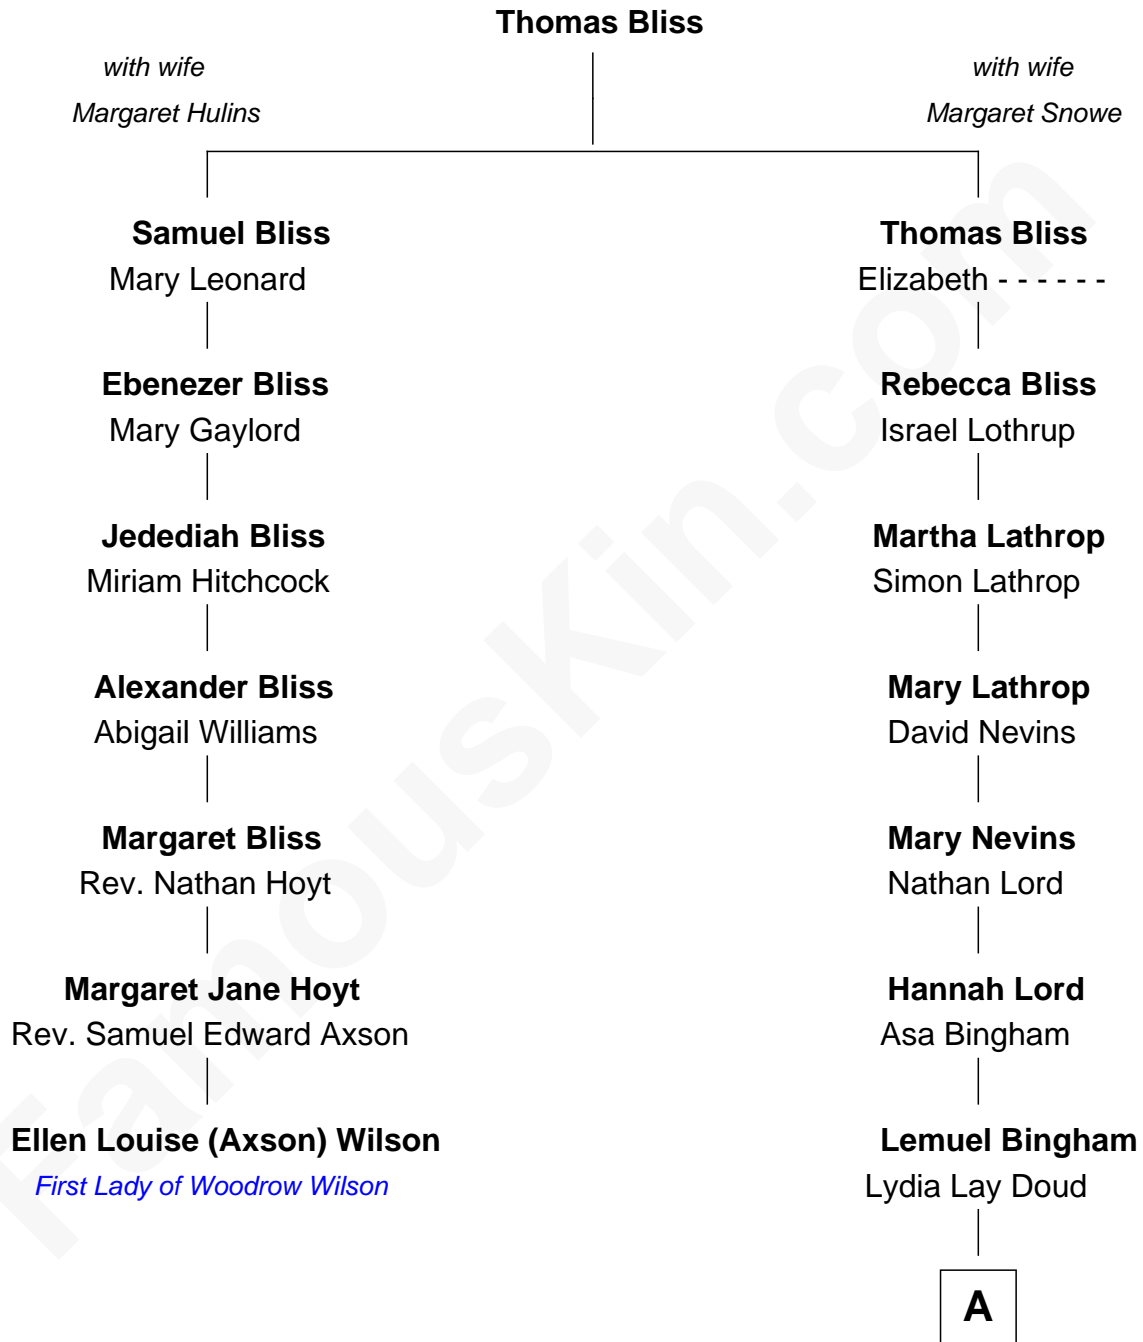 Thomas Bliss
with wife
Margaret Hulins
with wife
Margaret Snowe
Samuel Bliss
Mary Leonard
Thomas Bliss
Elizabeth - - - - - -
Ebenezer Bliss
Mary Gaylord
Rebecca Bliss
Israel Lothrup
Jedediah Bliss
Miriam Hitchcock
Martha Lathrop
Simon Lathrop
Alexander Bliss
Abigail Williams
Mary Lathrop
David Nevins
Margaret Bliss
Rev. Nathan Hoyt
Mary Nevins
Nathan Lord
Margaret Jane Hoyt
Rev. Samuel Edward Axson
Hannah Lord
Asa Bingham
Ellen Louise (Axson) Wilson
First Lady of Woodrow Wilson
Lemuel Bingham
Lydia Lay Doud
A
FamousKin.com